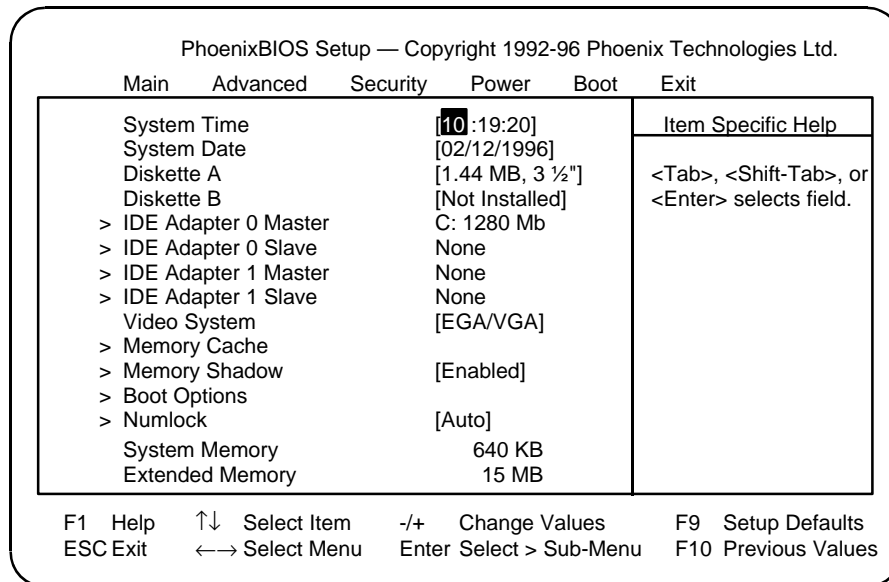 PhoenixBIOS Setup — Copyright 1992-96 Phoenix Technologies Ltd.
Main Advanced Security Power Boot Exit
System Time [10 :19:20]
System Date [02/12/1996]
Diskette A [1.44 MB, 3 ½"]
Diskette B [Not Installed]
> IDE Adapter 0 Master C: 1280 Mb
> IDE Adapter 0 Slave None
> IDE Adapter 1 Master None
> IDE Adapter 1 Slave None
Video System [EGA/VGA]
> Memory Cache
> Memory Shadow [Enabled]
> Boot Options
> Numlock [Auto]
System Memory 640 KB
Extended Memory 15 MB
Item Specific Help
<Tab>, <Shift-Tab>, or
<Enter> selects field.
F1 Help ↑↓ Select Item -/+ Change Values F9 Setup Defaults
ESC Exit ←→ Select Menu Enter Select > Sub-Menu F10 Previous Values